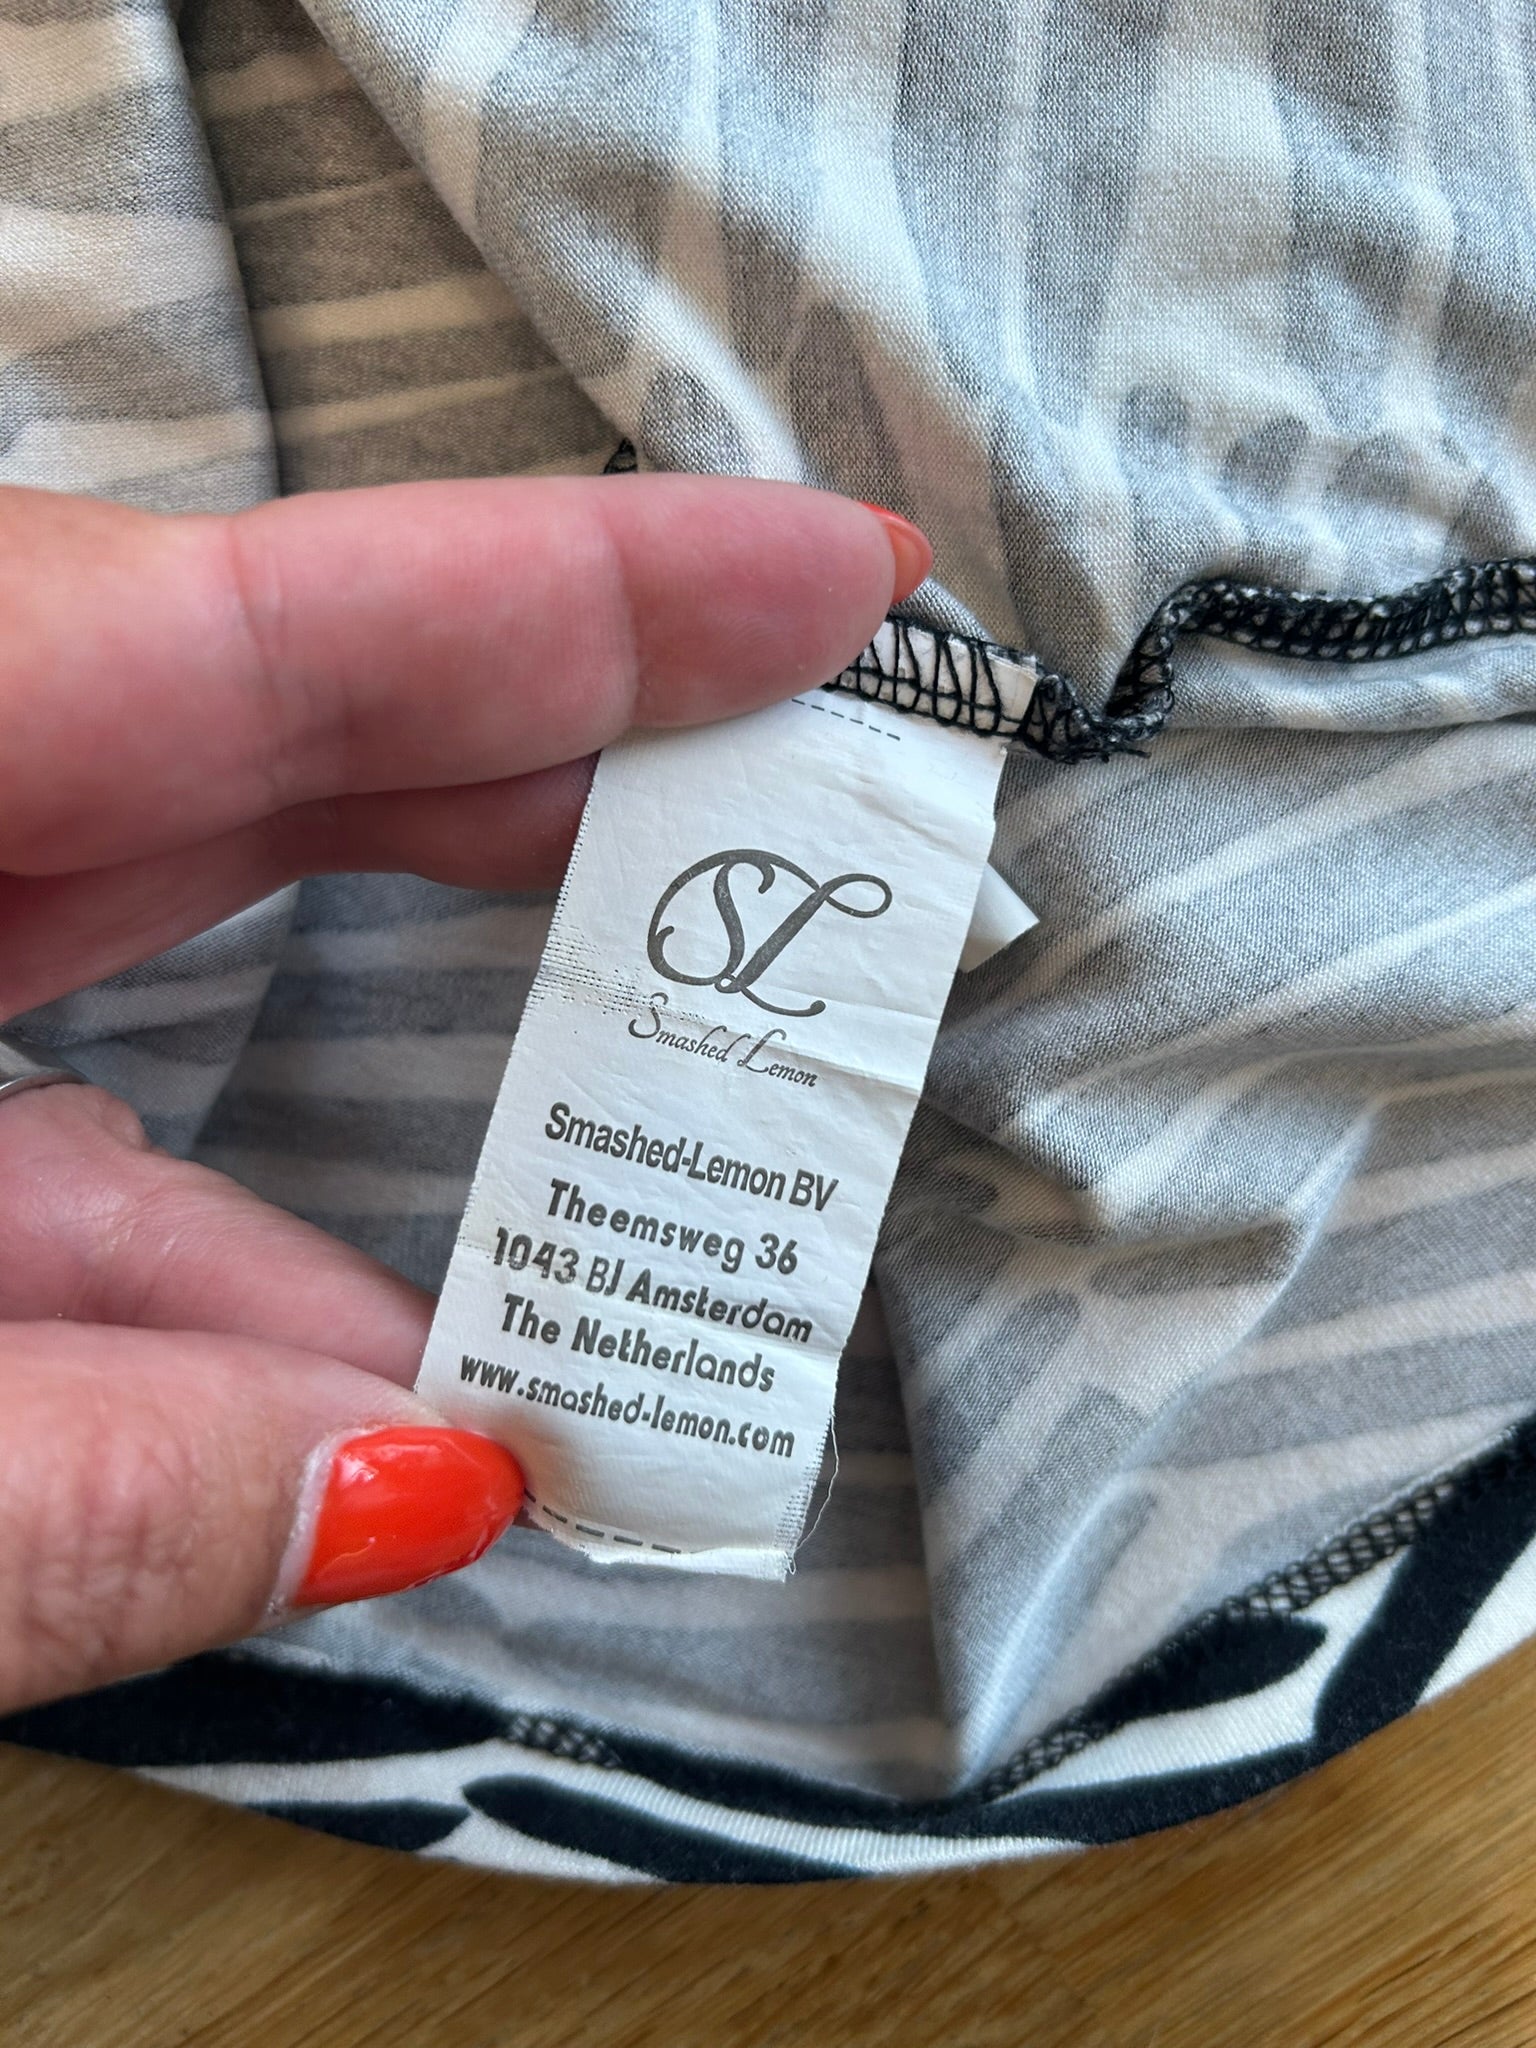 SL
Smashed Lemon
Smashed-Lemon BV
Theemsweg 36
1043 BJ Amsterdam
The Netherlands
www.smashed-lemon.com